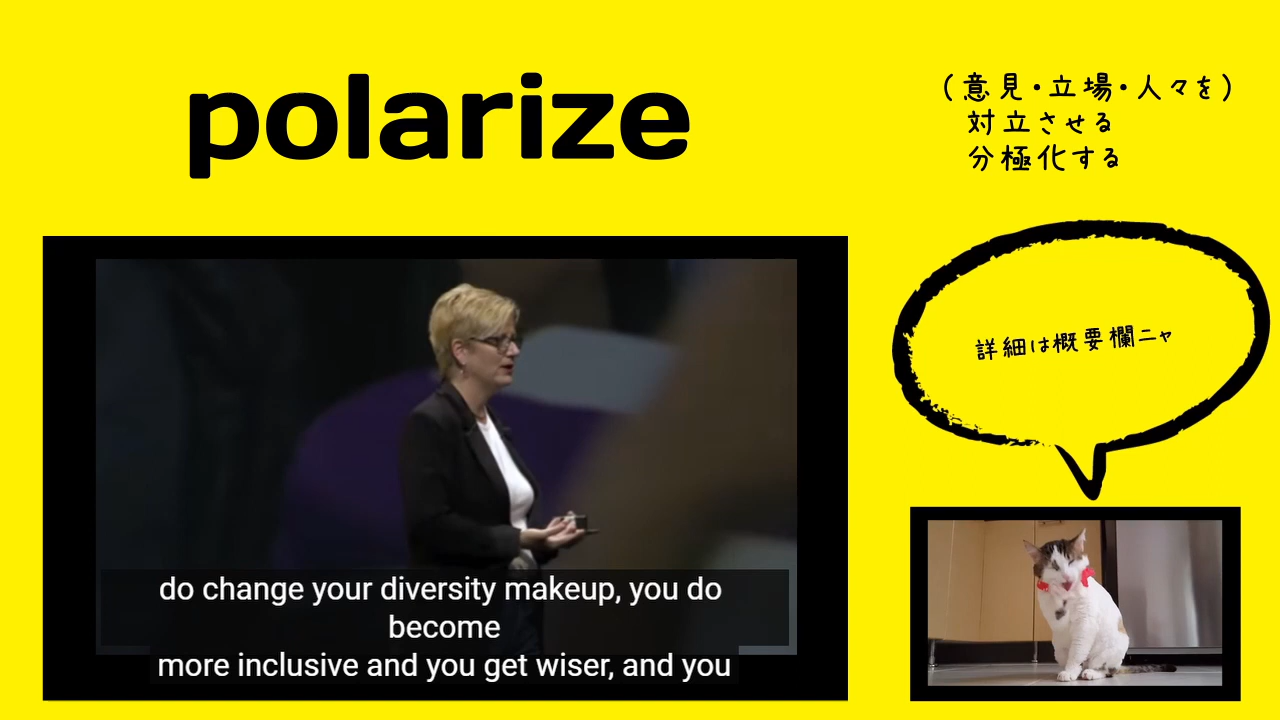 polarize
(意見・立場・人々を)
対立させる
分極化する
詳細は概要欄ニャ
do change your diversity makeup, you do
become
more inclusive and you get wiser, and you